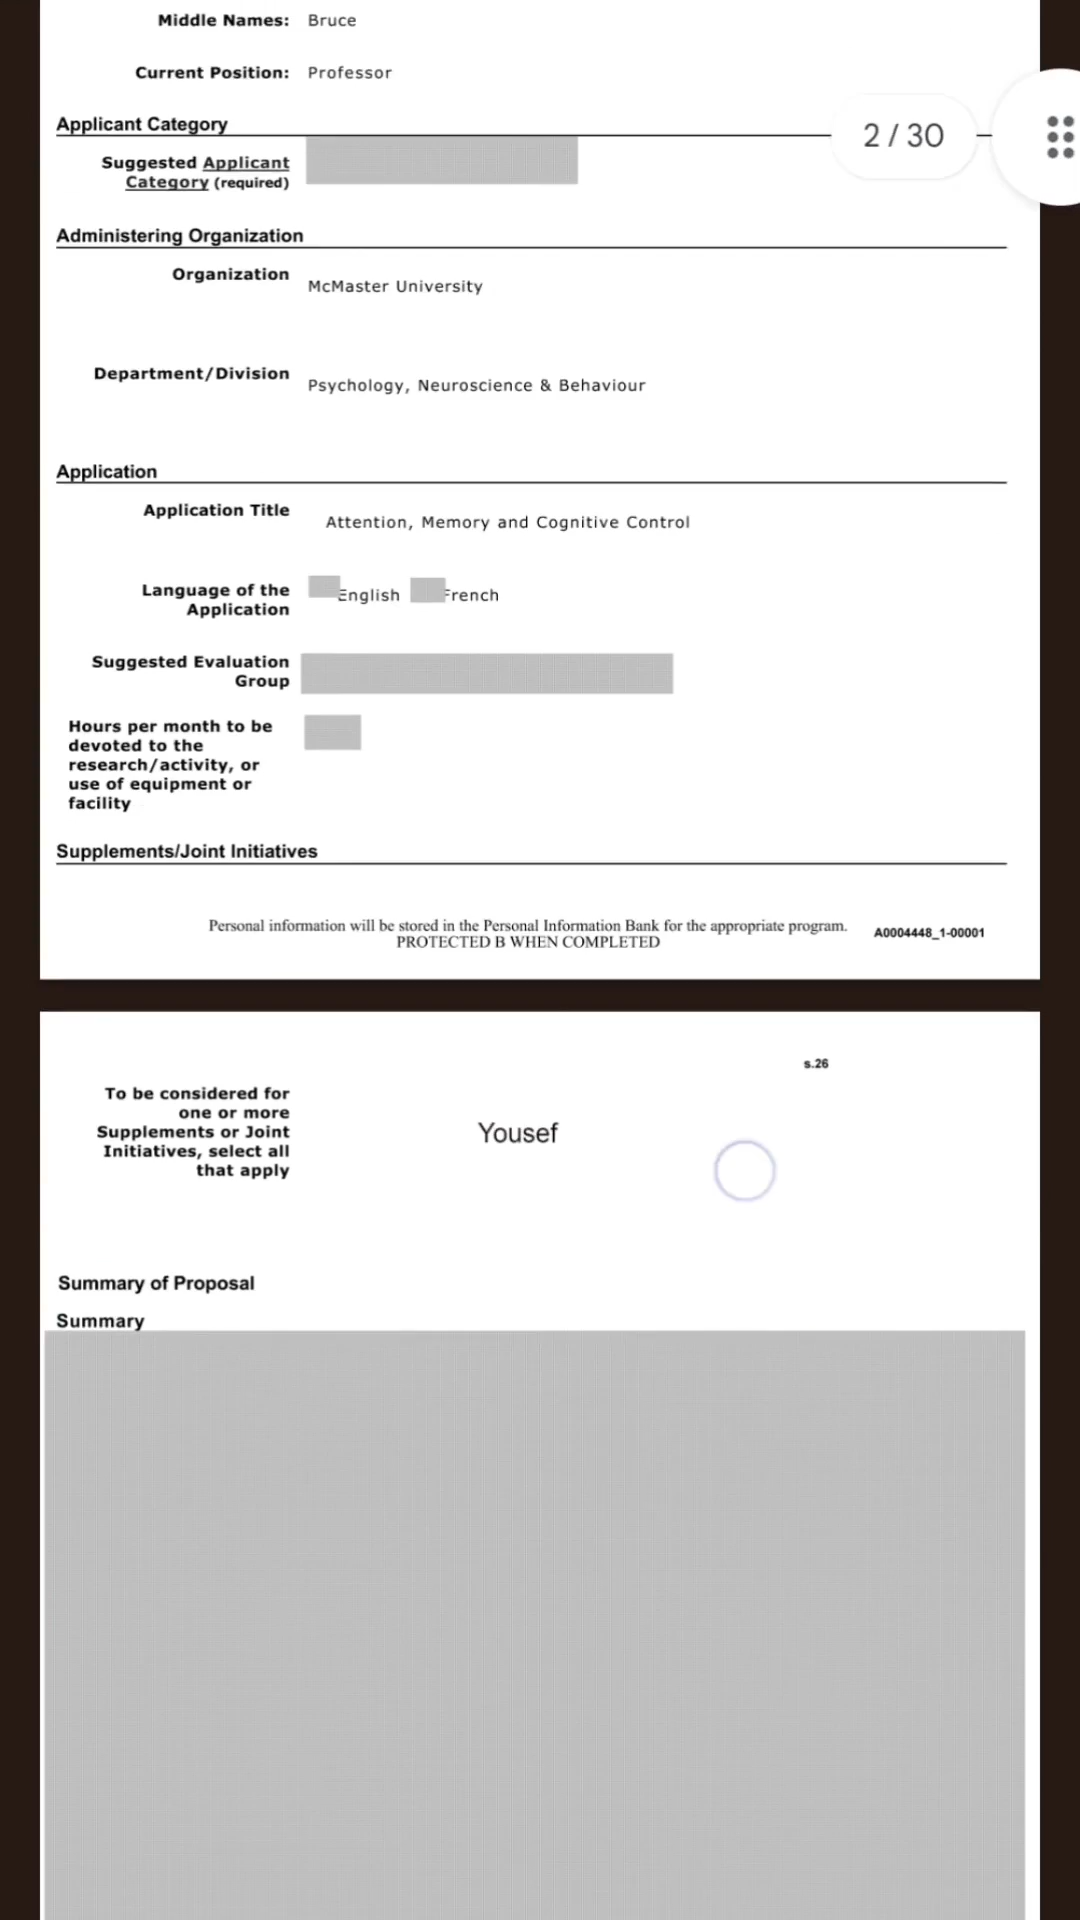 Middle Names: Bruce
Current Position: Professor
2 / 30
Applicant Category
Suggested Applicant
Category (required)
Administering Organization
Organization
McMaster University
Department/Division
Psychology, Neuroscience & Behaviour
Application
Application Title
Attention, Memory and Cognitive Control
Language of the
Application
English French
Suggested Evaluation
Group
Hours per month to be
devoted to the
research/activity, or
use of equipment or
facility
Supplements/Joint Initiatives
Personal information will be stored in the Personal Information Bank for the appropriate program.
PROTECTED B WHEN COMPLETED
A0004448_1-00001
s.26
To be considered for
one or more
Supplements or Joint
Initiatives, select all
that apply
Yousef
Summary of Proposal
Summary